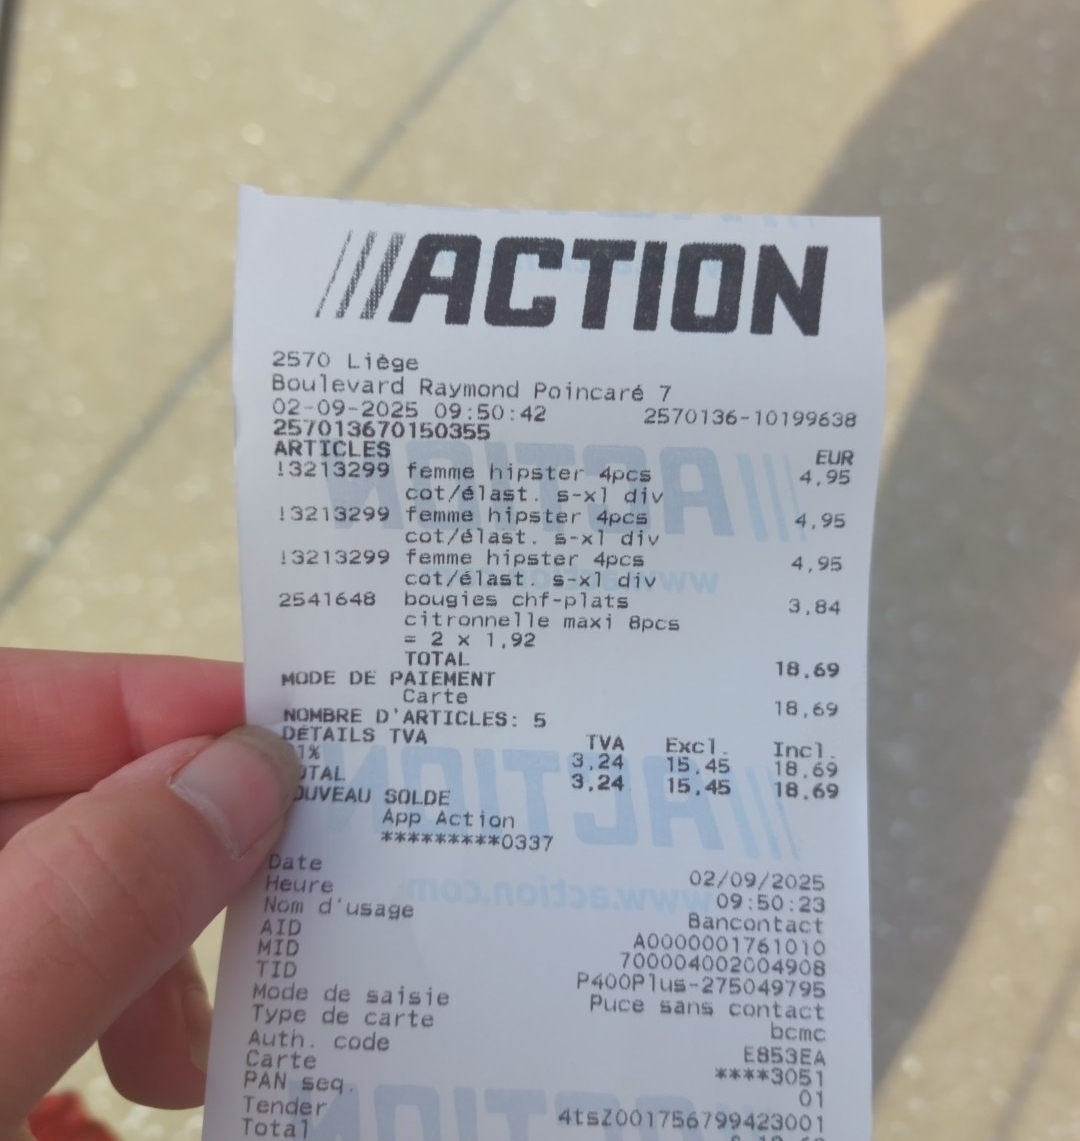 ACTION
2570 Liège
Boulevard Raymond Poincaré 7
02-09-2025 09:50:42 2570136-10199638
257013670150355
ARTICLES EUR
!3213299 femme hipster 4pcs 4,95
cot/élast. s-xl div
!3213299 femme hipster 4pcs 4,95
cot/élast. s-xl div
!3213299 femme hipster 4pcs 4,95
cot/élast. s-xl div
2541648 bougies chf-plats 3,84
citronnelle maxi 8pcs
= 2 x 1,92
TOTAL 18,69
MODE DE PAIEMENT
Carte 18,69
NOMBRE D'ARTICLES: 5
DÉTAILS TVA TVA Excl. Incl.
1% 3,24 15,45 18,69
OTAL 3,24 15,45 18,69
OUVEAU SOLDE
App Action
*********0337
Date 02/09/2025
Heure 09:50:23
Nom d'usage Bancontact
AID A0000001761010
MID 700004002004908
TID P400Plus-275049795
Mode de saisie Puce sans contact
Type de carte bcmc
Auth. code E853EA
Carte ****3051
PAN seq. 01
Tender 4tsZ001756799423001
Total